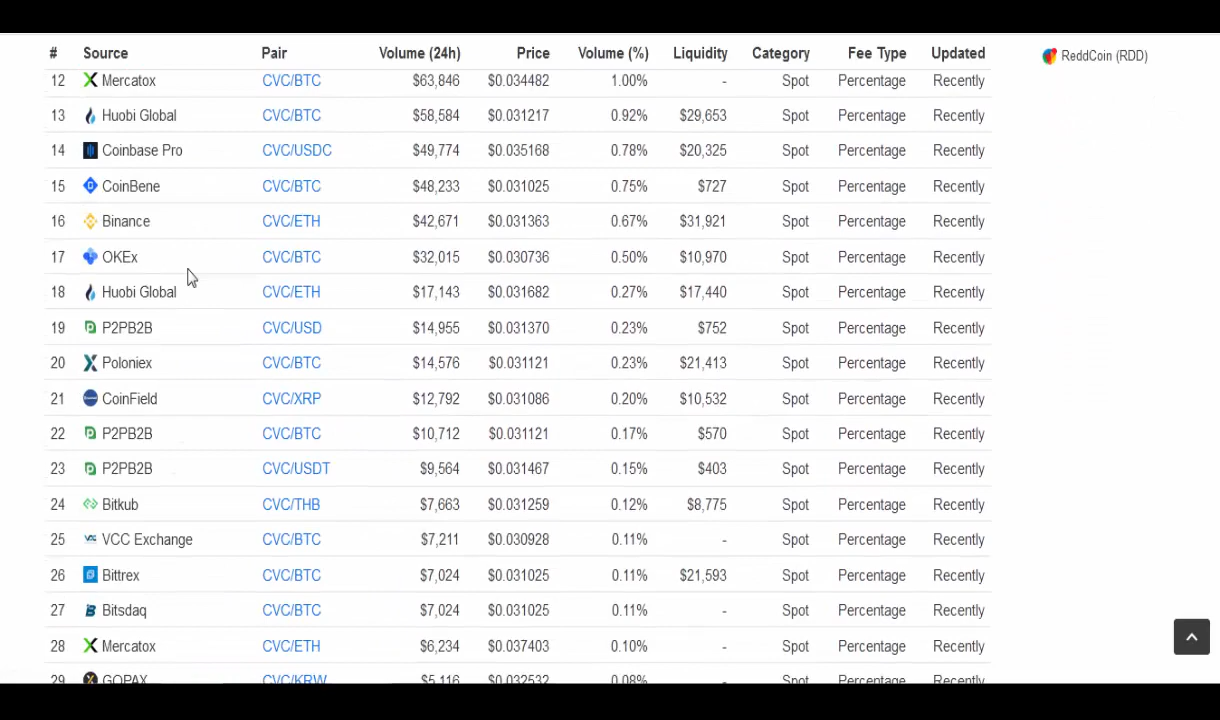 # Source Pair Volume (24h) Price Volume (%) Liquidity Category Fee Type Updated
ReddCoin (RDD)
12 Mercatox CVC/BTC $63,846 $0.034482 1.00% - Spot Percentage Recently
13 Huobi Global CVC/BTC $58,584 $0.031217 0.92% $29,653 Spot Percentage Recently
14 Coinbase Pro CVC/USDC $49,774 $0.035168 0.78% $20,325 Spot Percentage Recently
15 CoinBene CVC/BTC $48,233 $0.031025 0.75% $727 Spot Percentage Recently
16 Binance CVC/ETH $42,671 $0.031363 0.67% $31,921 Spot Percentage Recently
17 OKEx CVC/BTC $32,015 $0.030736 0.50% $10,970 Spot Percentage Recently
18 Huobi Global CVC/ETH $17,143 $0.031682 0.27% $17,440 Spot Percentage Recently
19 P2PB2B CVC/USD $14,955 $0.031370 0.23% $752 Spot Percentage Recently
20 Poloniex CVC/BTC $14,576 $0.031121 0.23% $21,413 Spot Percentage Recently
21 CoinField CVC/XRP $12,792 $0.031086 0.20% $10,532 Spot Percentage Recently
22 P2PB2B CVC/BTC $10,712 $0.031121 0.17% $570 Spot Percentage Recently
23 P2PB2B CVC/USDT $9,564 $0.031467 0.15% $403 Spot Percentage Recently
24 Bitkub CVC/THB $7,663 $0.031259 0.12% $8,775 Spot Percentage Recently
25 VCC Exchange CVC/BTC $7,211 $0.030928 0.11% - Spot Percentage Recently
26 Bittrex CVC/BTC $7,024 $0.031025 0.11% $21,593 Spot Percentage Recently
27 Bitsdaq CVC/BTC $7,024 $0.031025 0.11% - Spot Percentage Recently
28 Mercatox CVC/ETH $6,234 $0.037403 0.10% - Spot Percentage Recently
29 GOPAX CVC/KRW $5,116 $0.032532 0.08% Spot Percentage Recently